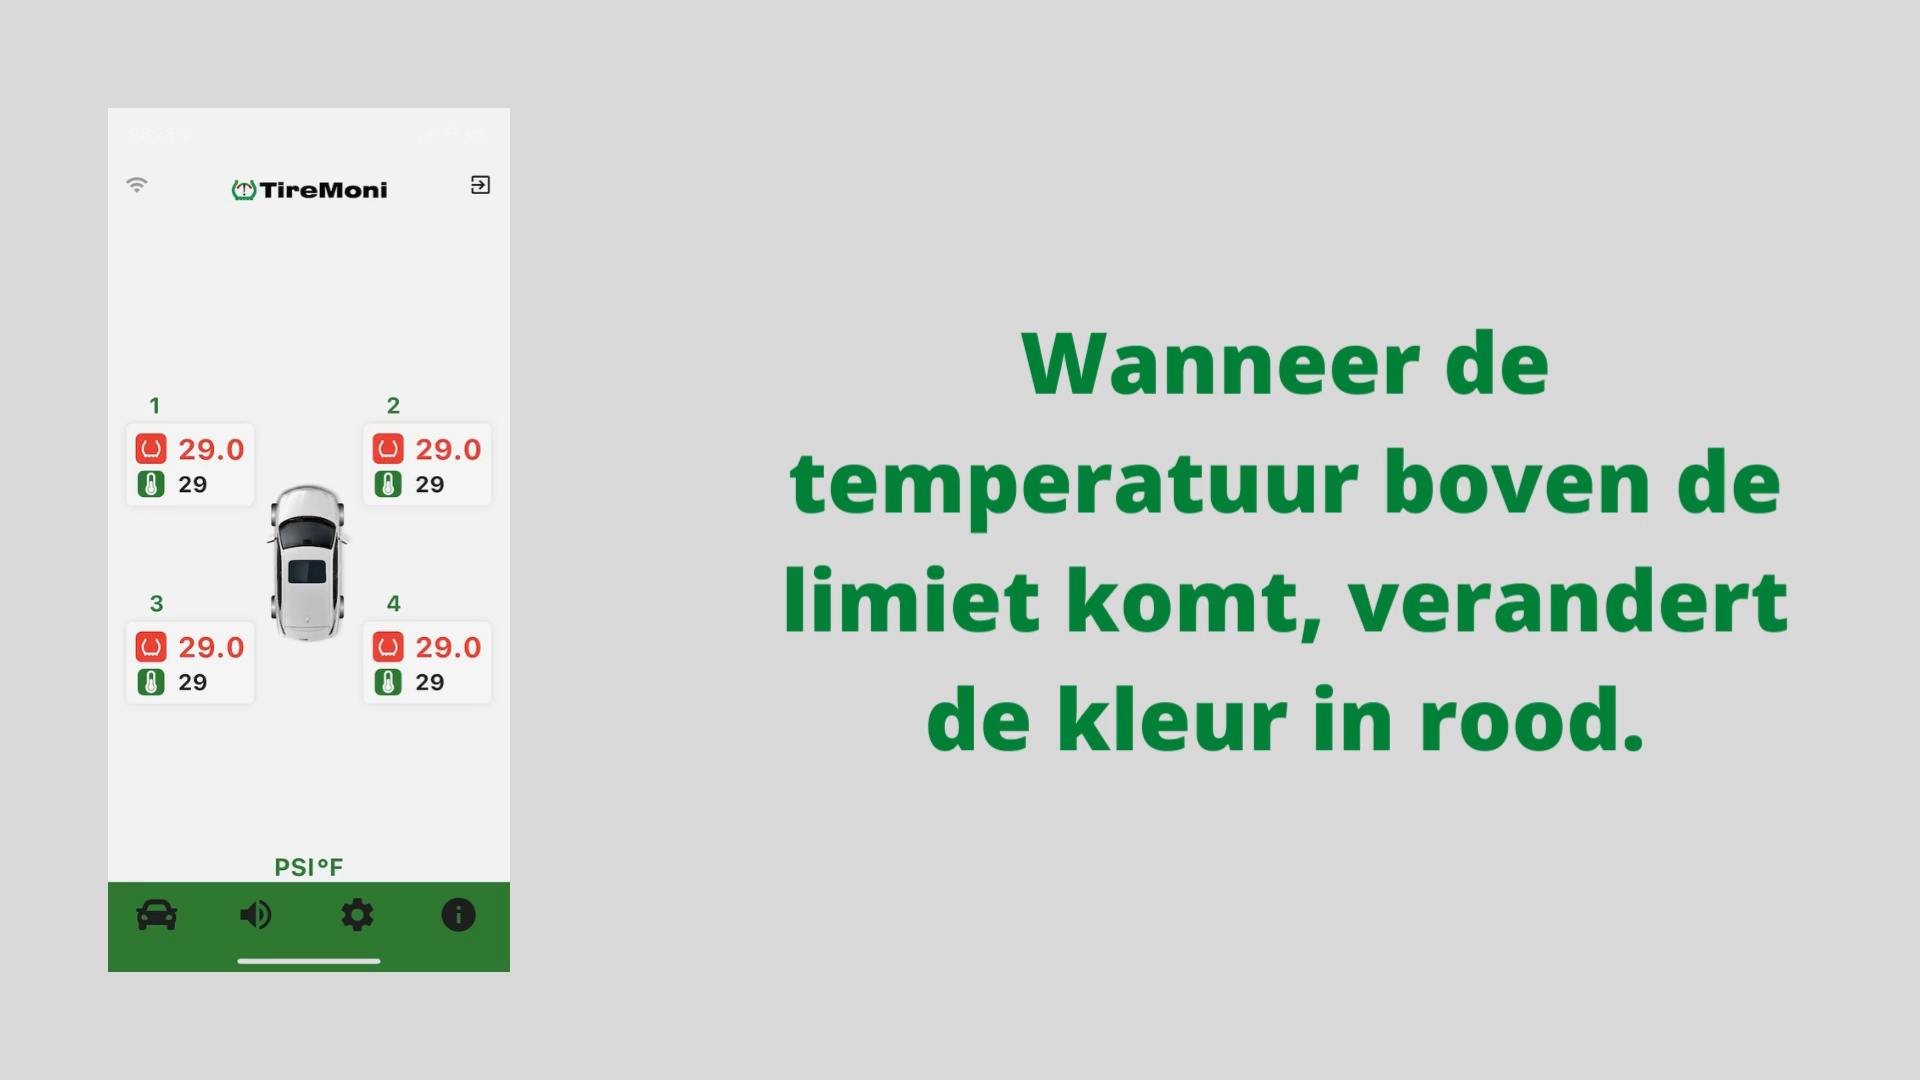 TireMoni
1
2
29.0
29.0
29
29
3
4
29.0
29.0
29
29
PSI°F
Wanneer de
temperatuur boven de
limiet komt, verandert
de kleur in rood.